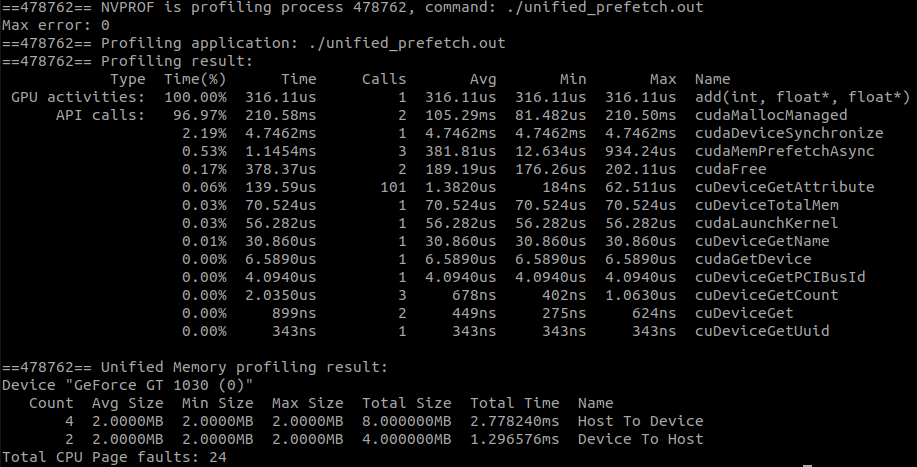 ==478762== NVPROF is profiling process 478762, command: ./unified_prefetch.out
Max error: 0
==478762== Profiling application: ./unified_prefetch.out
==478762== Profiling result:
            Type  Time(%)      Time     Calls       Avg       Min       Max  Name
 GPU activities:  100.00%  316.11us         1  316.11us  316.11us  316.11us  add(int, float*, float*)
      API calls:   96.97%  210.58ms         2  105.29ms  81.482us  210.50ms  cudaMallocManaged
                    2.19%  4.7462ms         1  4.7462ms  4.7462ms  4.7462ms  cudaDeviceSynchronize
                    0.53%  1.1454ms         3  381.81us  12.634us  934.24us  cudaMemPrefetchAsync
                    0.17%  378.37us         2  189.19us  176.26us  202.11us  cudaFree
                    0.06%  139.59us       101  1.3820us     184ns  62.511us  cuDeviceGetAttribute
                    0.03%  70.524us         1  70.524us  70.524us  70.524us  cuDeviceTotalMem
                    0.03%  56.282us         1  56.282us  56.282us  56.282us  cudaLaunchKernel
                    0.01%  30.860us         1  30.860us  30.860us  30.860us  cuDeviceGetName
                    0.00%  6.5890us         1  6.5890us  6.5890us  6.5890us  cudaGetDevice
                    0.00%  4.0940us         1  4.0940us  4.0940us  4.0940us  cuDeviceGetPCIBusId
                    0.00%  2.0350us         3     678ns     402ns  1.0630us  cuDeviceGetCount
                    0.00%     899ns         2     449ns     275ns     624ns  cuDeviceGet
                    0.00%     343ns         1     343ns     343ns     343ns  cuDeviceGetUuid
==478762== Unified Memory profiling result:
Device "GeForce GT 1030 (0)"
   Count  Avg Size  Min Size  Max Size  Total Size  Total Time  Name
       4  2.0000MB  2.0000MB  2.0000MB  8.000000MB  2.778240ms  Host To Device
       2  2.0000MB  2.0000MB  2.0000MB  4.000000MB  1.296576ms  Device To Host
Total CPU Page faults: 24